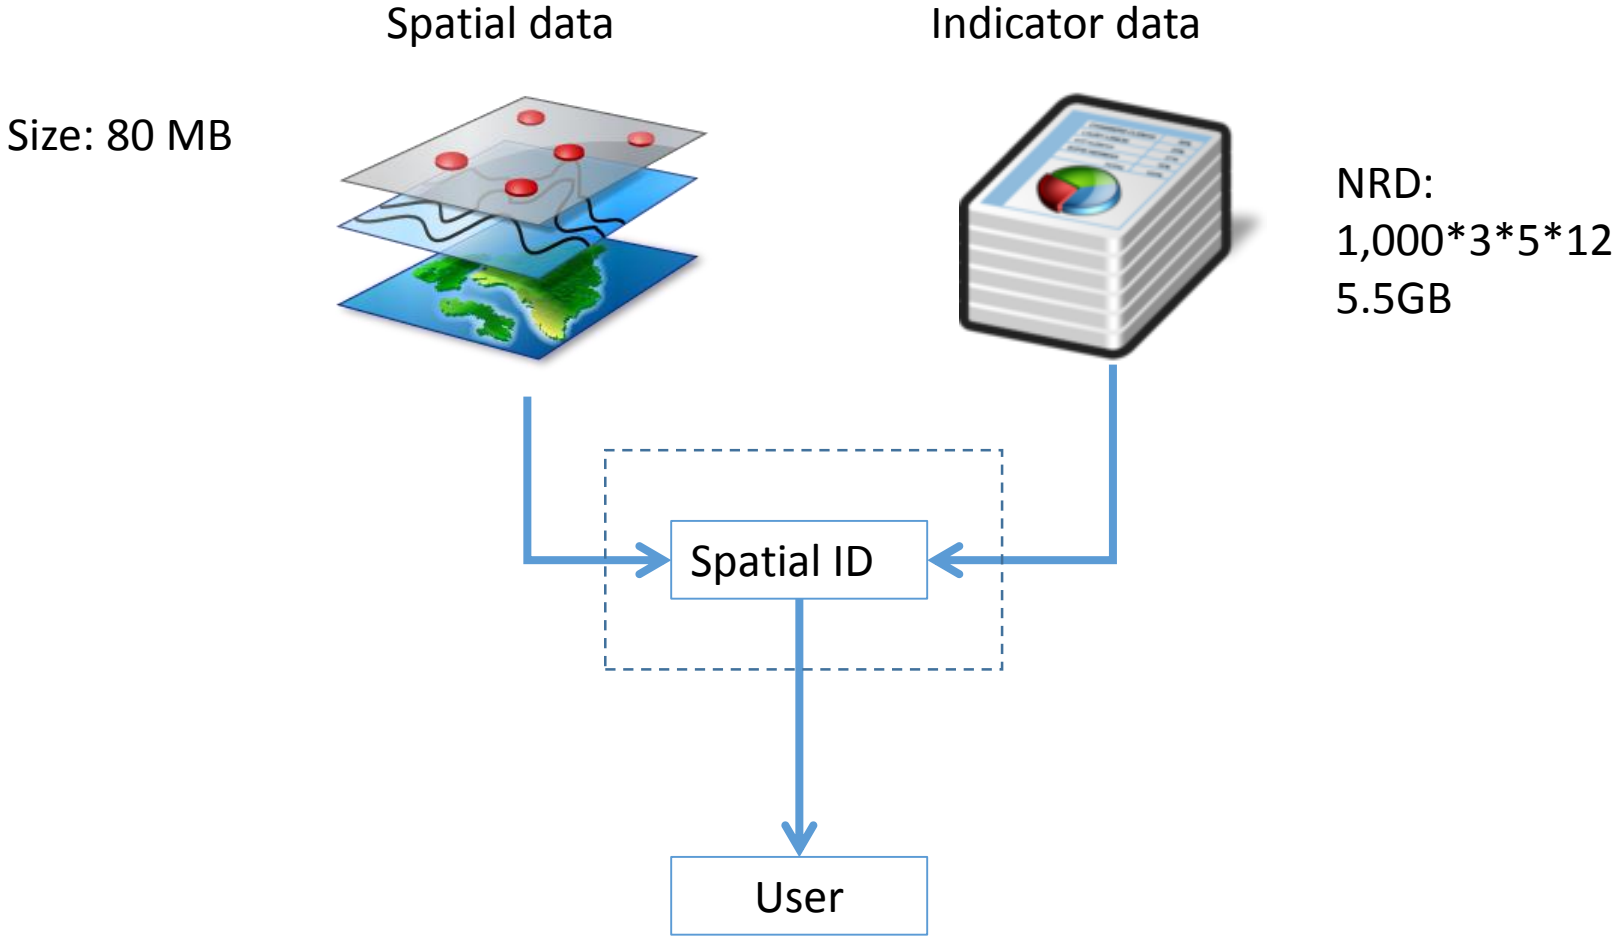 Spatial data
Indicator data
Size: 80 MB
NRD:
1,000*3*5*12
5.5GB
Spatial ID
User